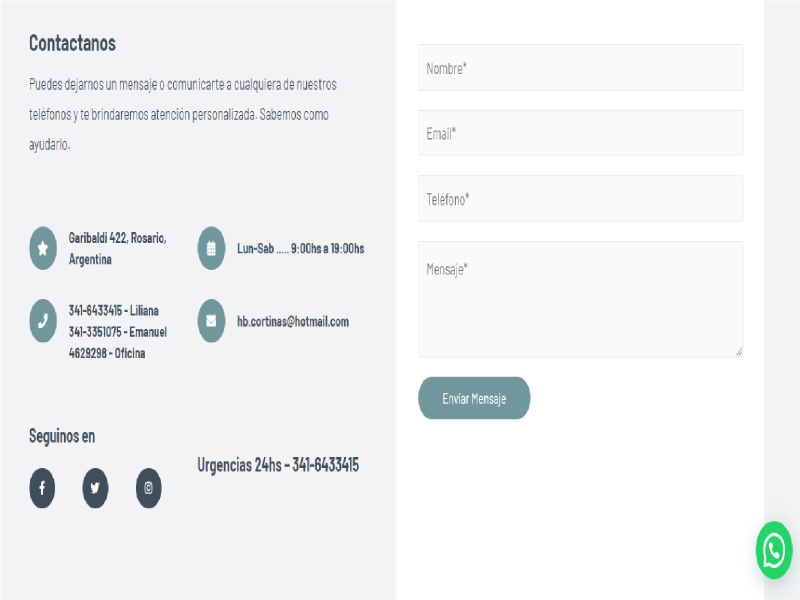 Contactanos
Puedes dejarnos un mensaje o comunicarte a cualquiera de nuestros
teléfonos y te brindaremos atención personalizada. Sabemos como
ayudarlo.
Garibaldi 422, Rosario,
Argentina
Lun-Sab ..... 9:00hs a 19:00hs
341-6433415 - Liliana
341-3351075 - Emanuel
4629298 - Oficina
hb.cortinas@hotmail.com
Seguinos en
Urgencias 24hs - 341-6433415
Nombre*
Email*
Teléfono*
Mensaje*
Enviar Mensaje